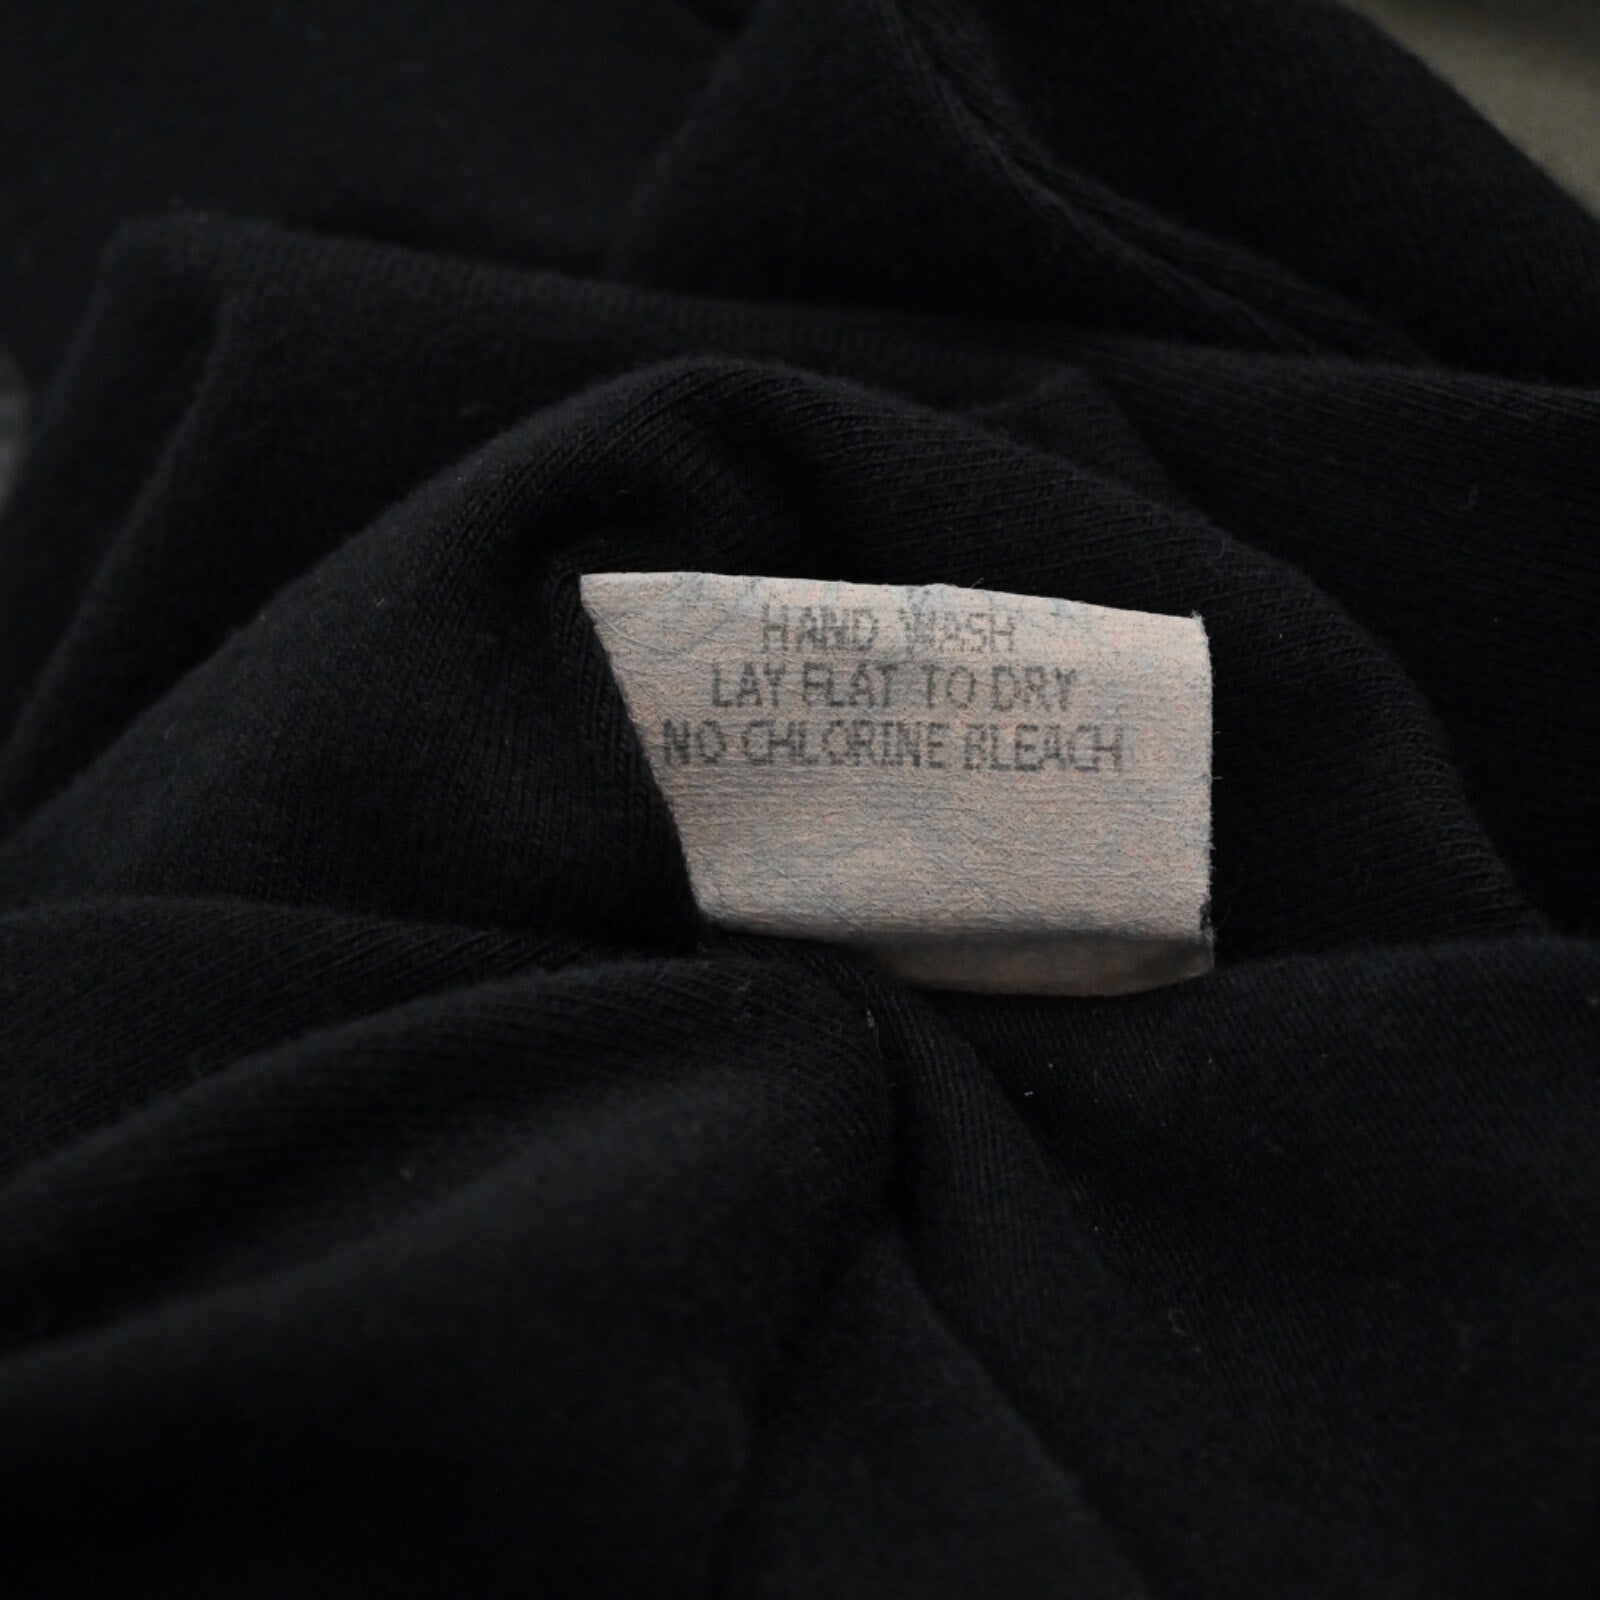 HAND WASH
LAY FLAT TO DRY
NO CHLORINE BLEACH